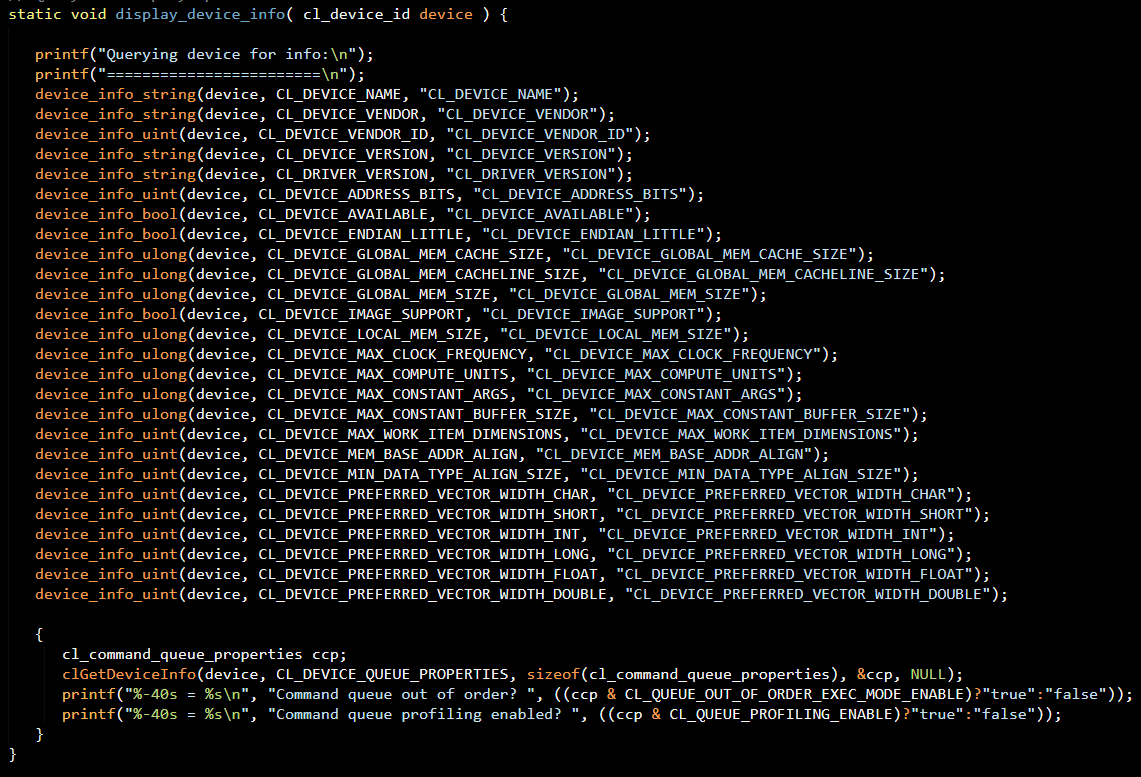 static void display_device_info( cl_device_id device ) {
printf("Querying device for info:\n");
printf("========================\n");
device_info_string(device, CL_DEVICE_NAME, "CL_DEVICE_NAME");
device_info_string(device, CL_DEVICE_VENDOR, "CL_DEVICE_VENDOR");
device_info_uint(device, CL_DEVICE_VENDOR_ID, "CL_DEVICE_VENDOR_ID");
device_info_string(device, CL_DEVICE_VERSION, "CL_DEVICE_VERSION");
device_info_string(device, CL_DRIVER_VERSION, "CL_DRIVER_VERSION");
device_info_uint(device, CL_DEVICE_ADDRESS_BITS, "CL_DEVICE_ADDRESS_BITS");
device_info_bool(device, CL_DEVICE_AVAILABLE, "CL_DEVICE_AVAILABLE");
device_info_bool(device, CL_DEVICE_ENDIAN_LITTLE, "CL_DEVICE_ENDIAN_LITTLE");
device_info_ulong(device, CL_DEVICE_GLOBAL_MEM_CACHE_SIZE, "CL_DEVICE_GLOBAL_MEM_CACHE_SIZE");
device_info_ulong(device, CL_DEVICE_GLOBAL_MEM_CACHELINE_SIZE, "CL_DEVICE_GLOBAL_MEM_CACHELINE_SIZE");
device_info_ulong(device, CL_DEVICE_GLOBAL_MEM_SIZE, "CL_DEVICE_GLOBAL_MEM_SIZE");
device_info_bool(device, CL_DEVICE_IMAGE_SUPPORT, "CL_DEVICE_IMAGE_SUPPORT");
device_info_ulong(device, CL_DEVICE_LOCAL_MEM_SIZE, "CL_DEVICE_LOCAL_MEM_SIZE");
device_info_ulong(device, CL_DEVICE_MAX_CLOCK_FREQUENCY, "CL_DEVICE_MAX_CLOCK_FREQUENCY");
device_info_ulong(device, CL_DEVICE_MAX_COMPUTE_UNITS, "CL_DEVICE_MAX_COMPUTE_UNITS");
device_info_ulong(device, CL_DEVICE_MAX_CONSTANT_ARGS, "CL_DEVICE_MAX_CONSTANT_ARGS");
device_info_ulong(device, CL_DEVICE_MAX_CONSTANT_BUFFER_SIZE, "CL_DEVICE_MAX_CONSTANT_BUFFER_SIZE");
device_info_uint(device, CL_DEVICE_MAX_WORK_ITEM_DIMENSIONS, "CL_DEVICE_MAX_WORK_ITEM_DIMENSIONS");
device_info_uint(device, CL_DEVICE_MEM_BASE_ADDR_ALIGN, "CL_DEVICE_MEM_BASE_ADDR_ALIGN");
device_info_uint(device, CL_DEVICE_MIN_DATA_TYPE_ALIGN_SIZE, "CL_DEVICE_MIN_DATA_TYPE_ALIGN_SIZE");
device_info_uint(device, CL_DEVICE_PREFERRED_VECTOR_WIDTH_CHAR, "CL_DEVICE_PREFERRED_VECTOR_WIDTH_CHAR");
device_info_uint(device, CL_DEVICE_PREFERRED_VECTOR_WIDTH_SHORT, "CL_DEVICE_PREFERRED_VECTOR_WIDTH_SHORT");
device_info_uint(device, CL_DEVICE_PREFERRED_VECTOR_WIDTH_INT, "CL_DEVICE_PREFERRED_VECTOR_WIDTH_INT");
device_info_uint(device, CL_DEVICE_PREFERRED_VECTOR_WIDTH_LONG, "CL_DEVICE_PREFERRED_VECTOR_WIDTH_LONG");
device_info_uint(device, CL_DEVICE_PREFERRED_VECTOR_WIDTH_FLOAT, "CL_DEVICE_PREFERRED_VECTOR_WIDTH_FLOAT");
device_info_uint(device, CL_DEVICE_PREFERRED_VECTOR_WIDTH_DOUBLE, "CL_DEVICE_PREFERRED_VECTOR_WIDTH_DOUBLE");
{
cl_command_queue_properties ccp;
clGetDeviceInfo(device, CL_DEVICE_QUEUE_PROPERTIES, sizeof(cl_command_queue_properties), &ccp, NULL);
printf("%-40s = %s\n", "Command queue out of order? ", ((ccp & CL_QUEUE_OUT_OF_ORDER_EXEC_MODE_ENABLE)?"true":"false"));
printf("%-40s = %s\n", "Command queue profiling enabled? ", ((ccp & CL_QUEUE_PROFILING_ENABLE)?"true":"false"));
}
}